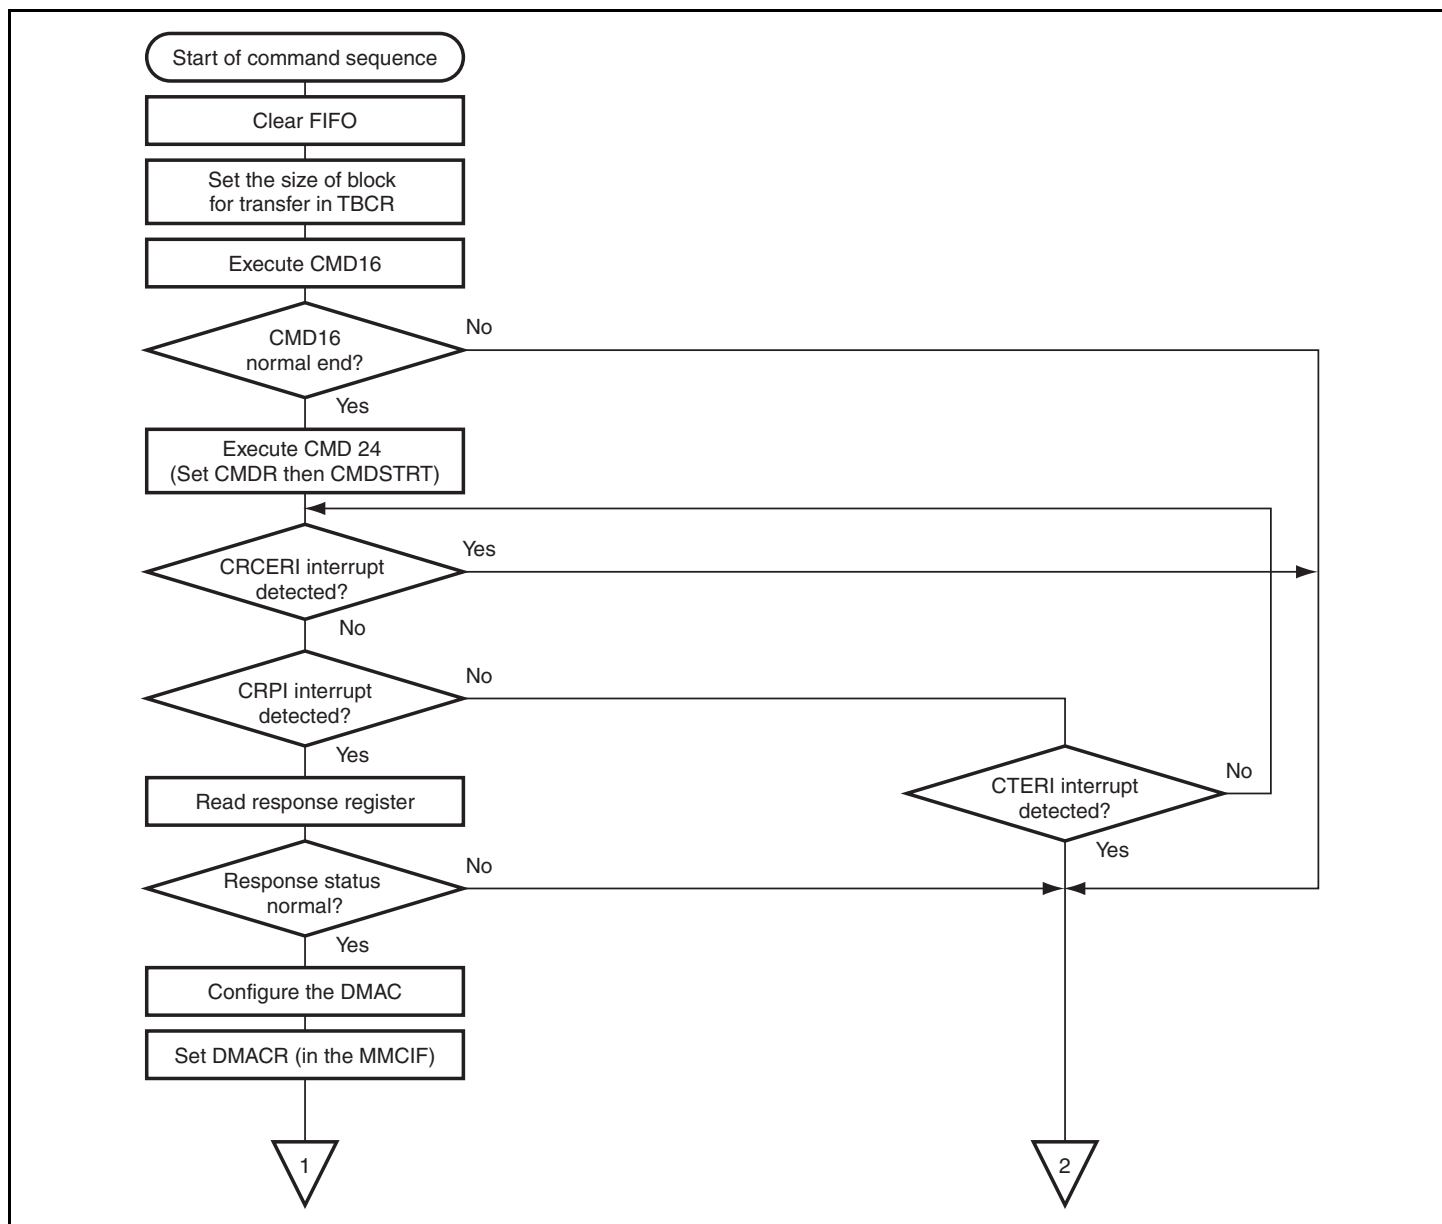 Start of command sequence
Clear FIFO
Set the size of block
for transfer in TBCR
Execute CMD16
CMD16
normal end?
No
Yes
Execute CMD 24
(Set CMDR then CMDSTRT)
CRCERI interrupt
detected?
Yes
No
CRPI interrupt
detected?
No
Yes
CTERI interrupt
detected?
No
Yes
Read response register
Response status
normal?
No
Yes
Configure the DMAC
Set DMACR (in the MMCIF)
1
2